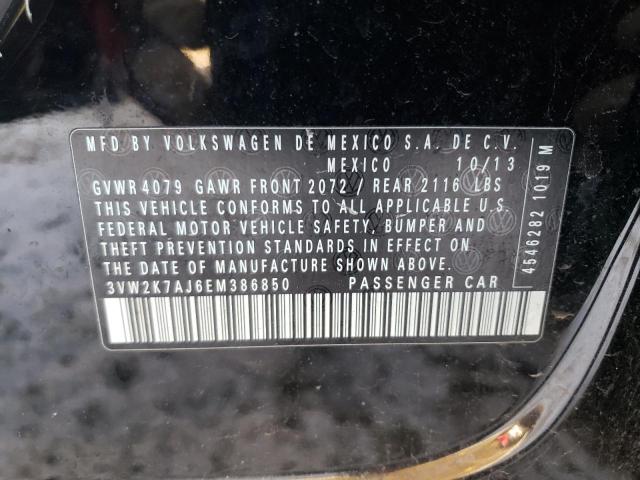 MFD BY VOLKSWAGEN DE MEXICO S.A. DE C.V.
MEXICO 10/13
GVWR 4079 GAWR FRONT 2072 / REAR 2116 LBS
THIS VEHICLE CONFORMS TO ALL APPLICABLE U.S.
FEDERAL MOTOR VEHICLE SAFETY, BUMPER AND
THEFT PREVENTION STANDARDS IN EFFECT ON
THE DATE OF MANUFACTURE SHOWN ABOVE.
3VW2K7AJ6EM386850 PASSENGER CAR
4546282 1019 M